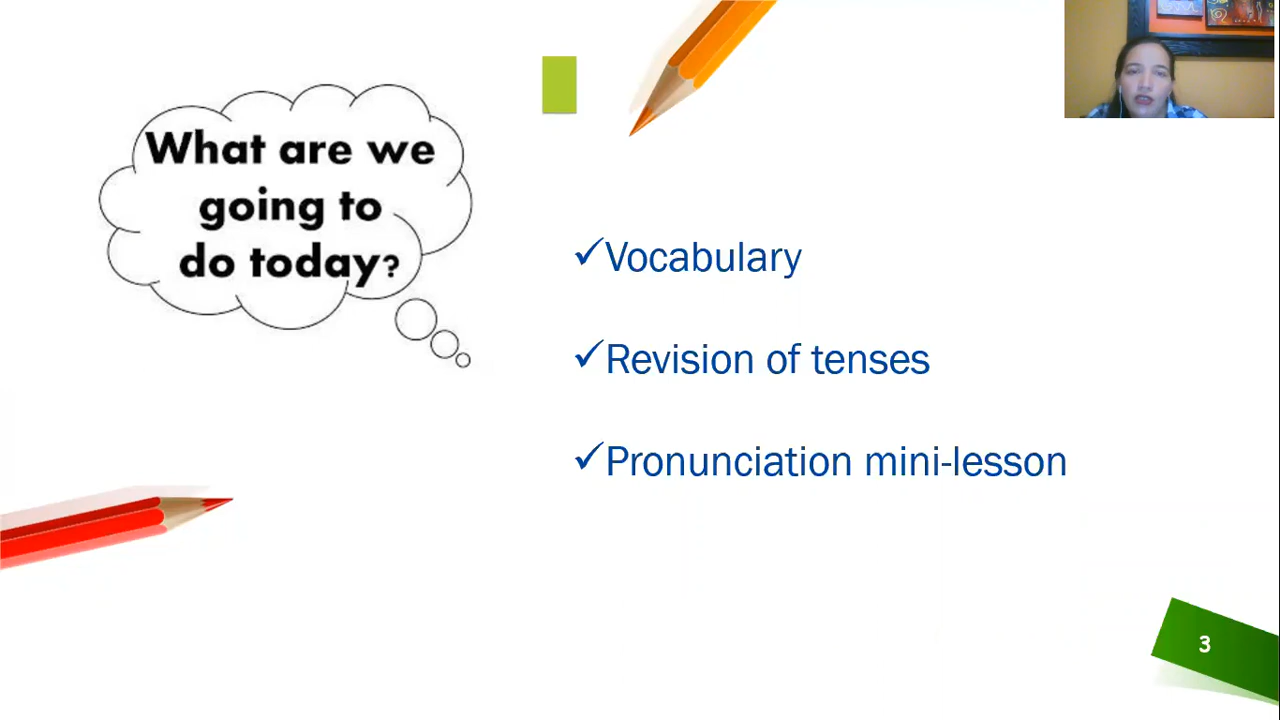 What are we
going to
do today?
✓Vocabulary
✓Revision of tenses
✓Pronunciation mini-lesson
3